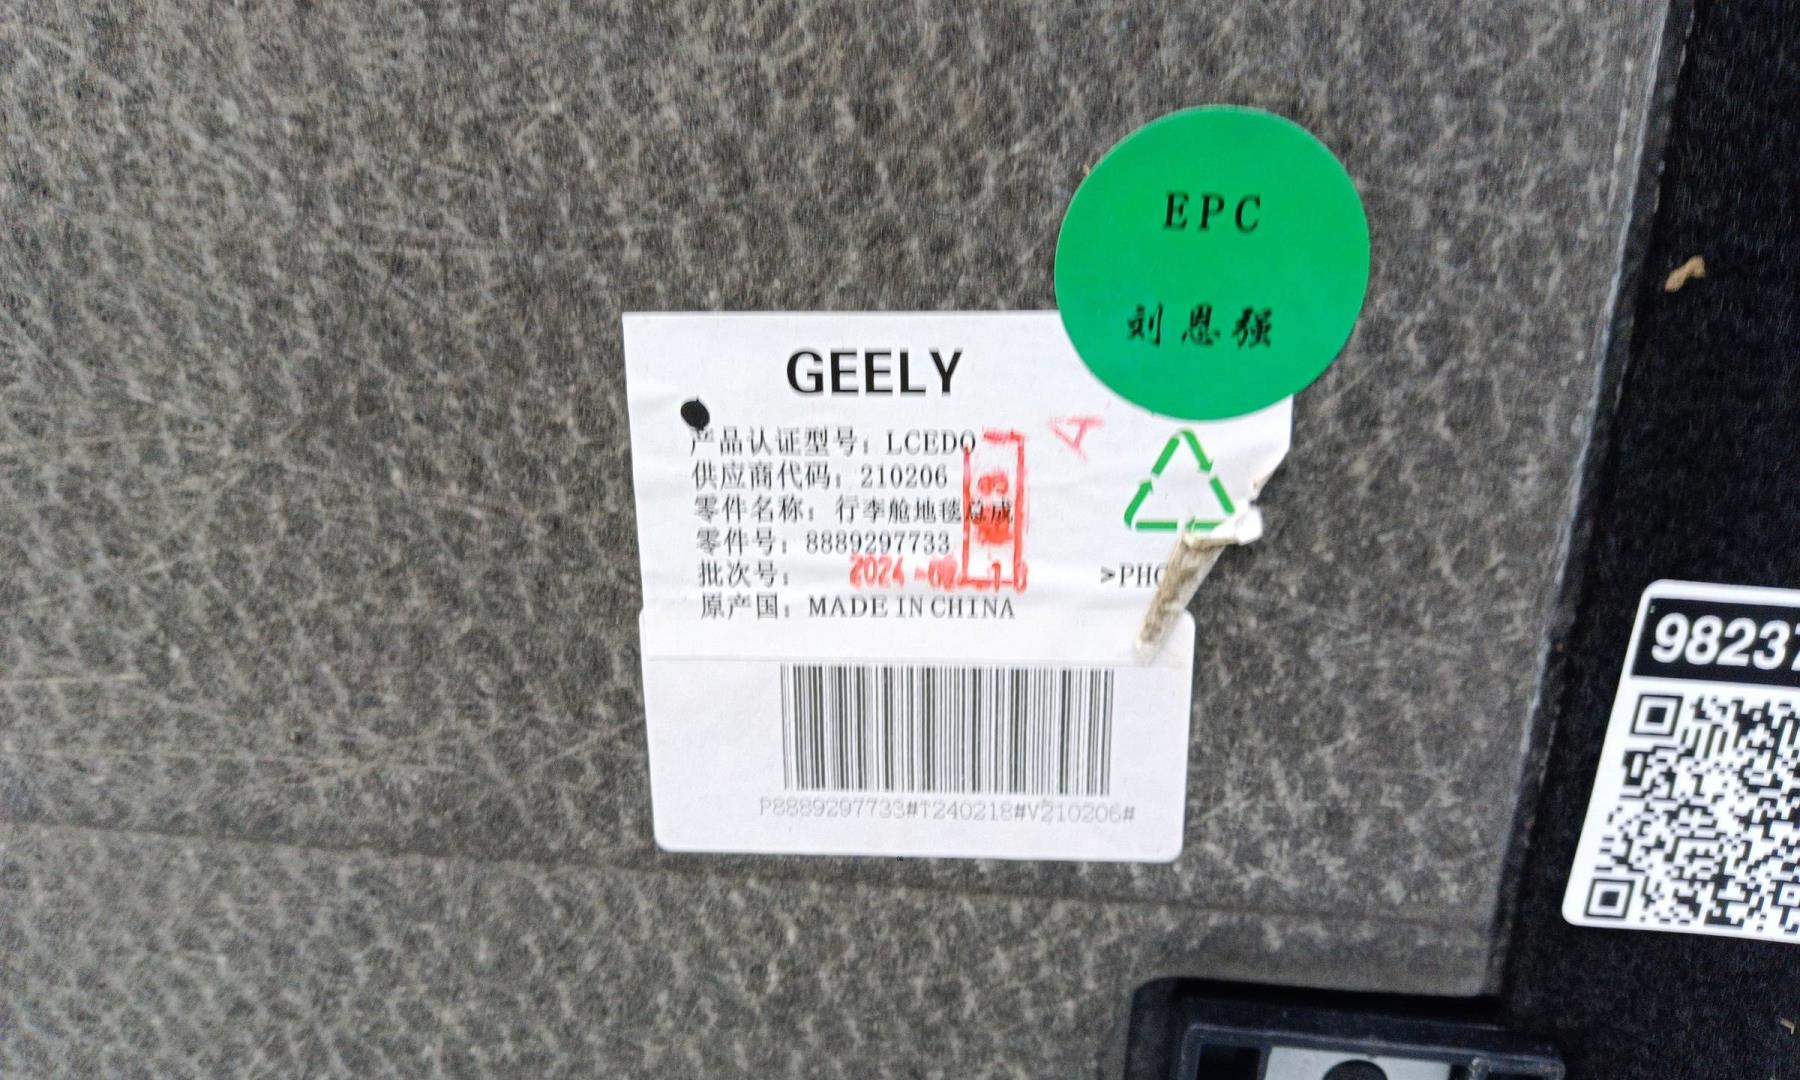 EPC
刘恩强
GEELY
产品认证型号：LCEDO
供应商代码：210206
零件名称：行李舱地毯总成
零件号：8889297733
批次号：
2024
原产国：MADE IN CHINA
A
P8889297733#T240218#V210206#
98237